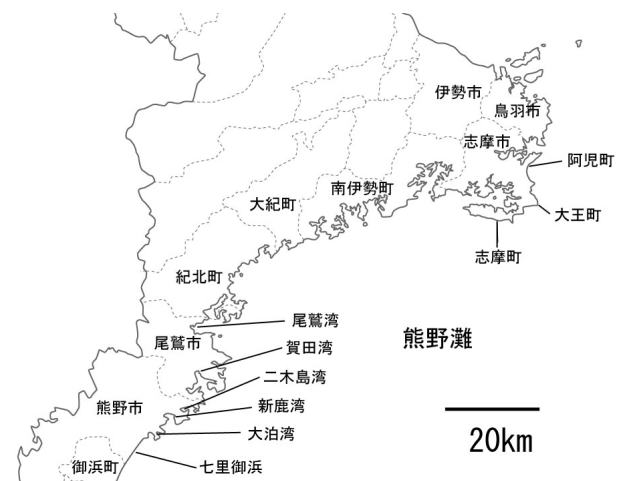 伊勢市
鳥羽市
志摩市
阿児町
南伊勢町
大紀町
大王町
志摩町
紀北町
尾鷲湾
熊野灘
尾鷲市
賀田湾
二木島湾
熊野市
新鹿湾
大泊湾
20km
御浜町
七里御浜